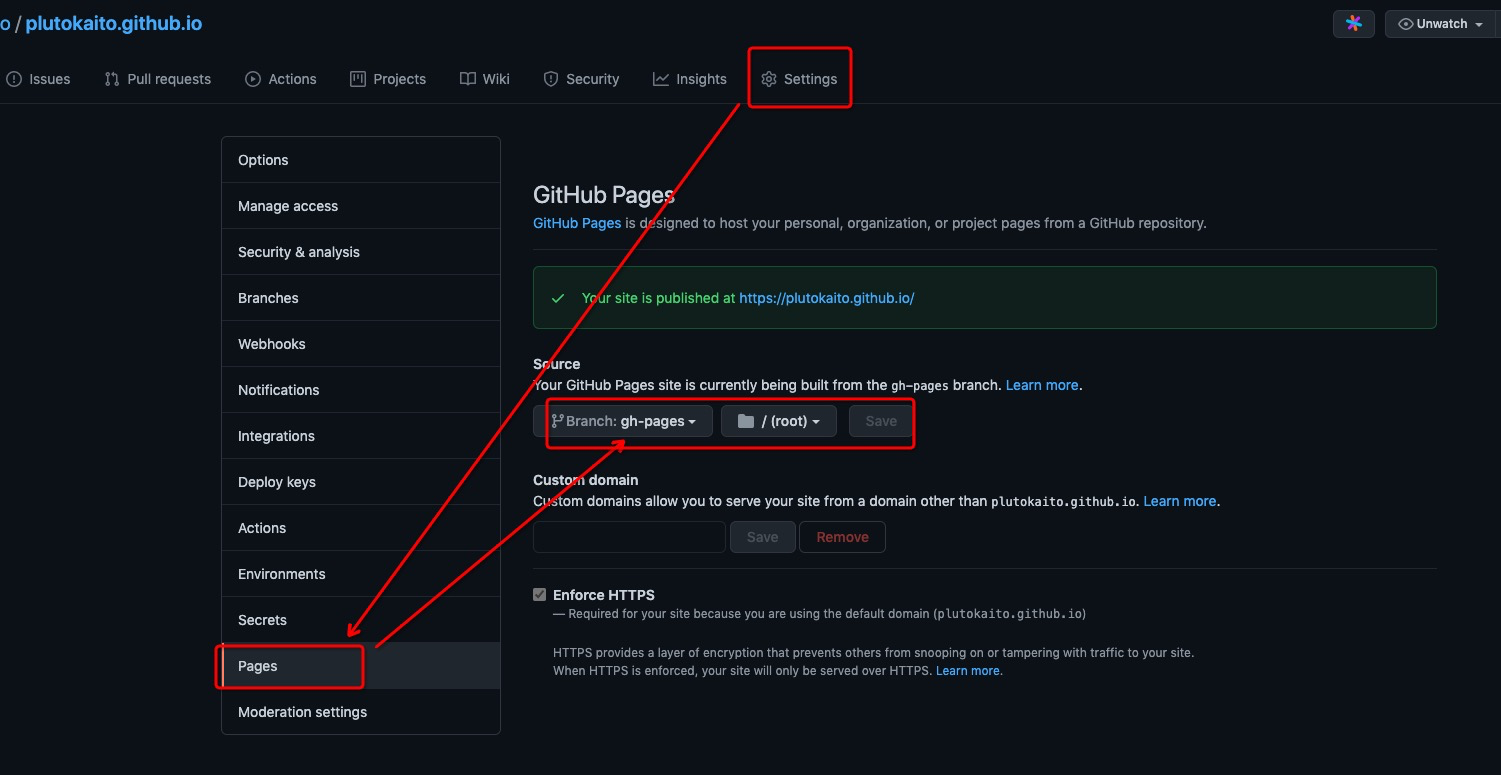 o / plutokaito.github.io
Unwatch
Issues
Pull requests
Actions
Projects
Wiki
Security
Insights
Settings
Options
Manage access
Security & analysis
Branches
Webhooks
Notifications
Integrations
Deploy keys
Actions
Environments
Secrets
Pages
Moderation settings
GitHub Pages
GitHub Pages is designed to host your personal, organization, or project pages from a GitHub repository.
Your site is published at https://plutokaito.github.io/
Source
Your GitHub Pages site is currently being built from the gh-pages branch. Learn more.
Branch: gh-pages
/ (root)
Save
Custom domain
Custom domains allow you to serve your site from a domain other than plutokaito.github.io. Learn more.
Save
Remove
Enforce HTTPS
— Required for your site because you are using the default domain (plutokaito.github.io)
HTTPS provides a layer of encryption that prevents others from snooping on or tampering with traffic to your site.
When HTTPS is enforced, your site will only be served over HTTPS. Learn more.